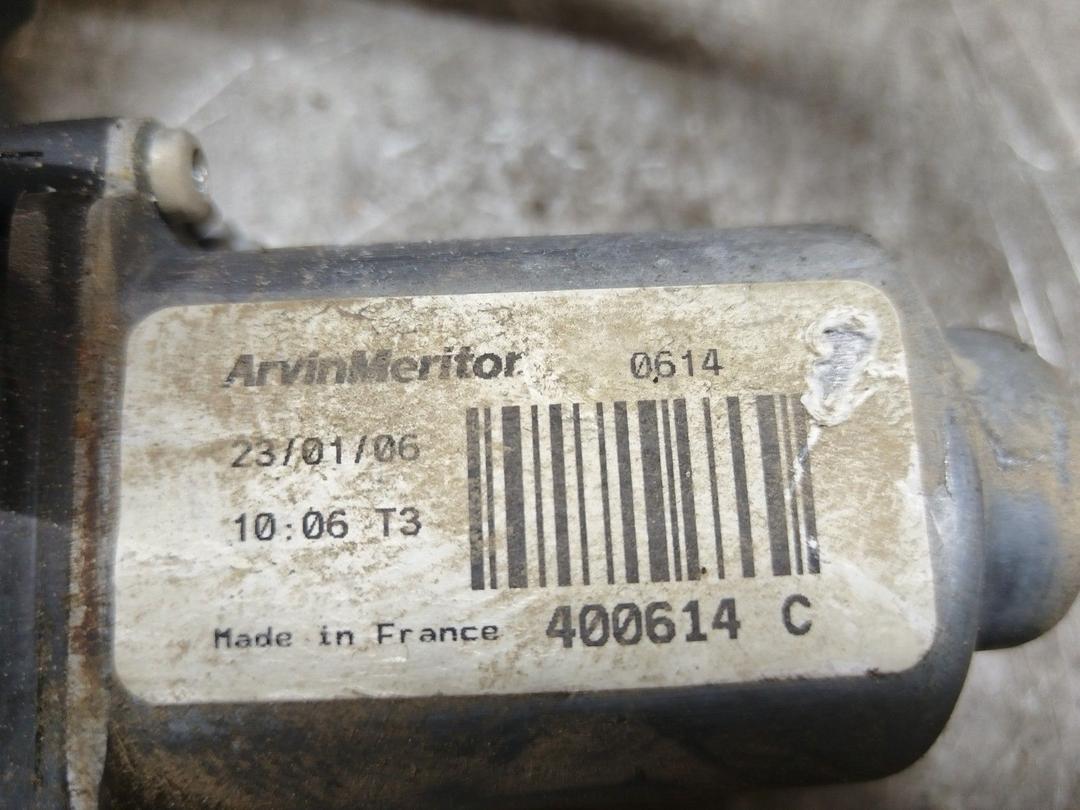 ArvinMeritor 0614
23/01/06
10:06 T3
Made in France 400614 C